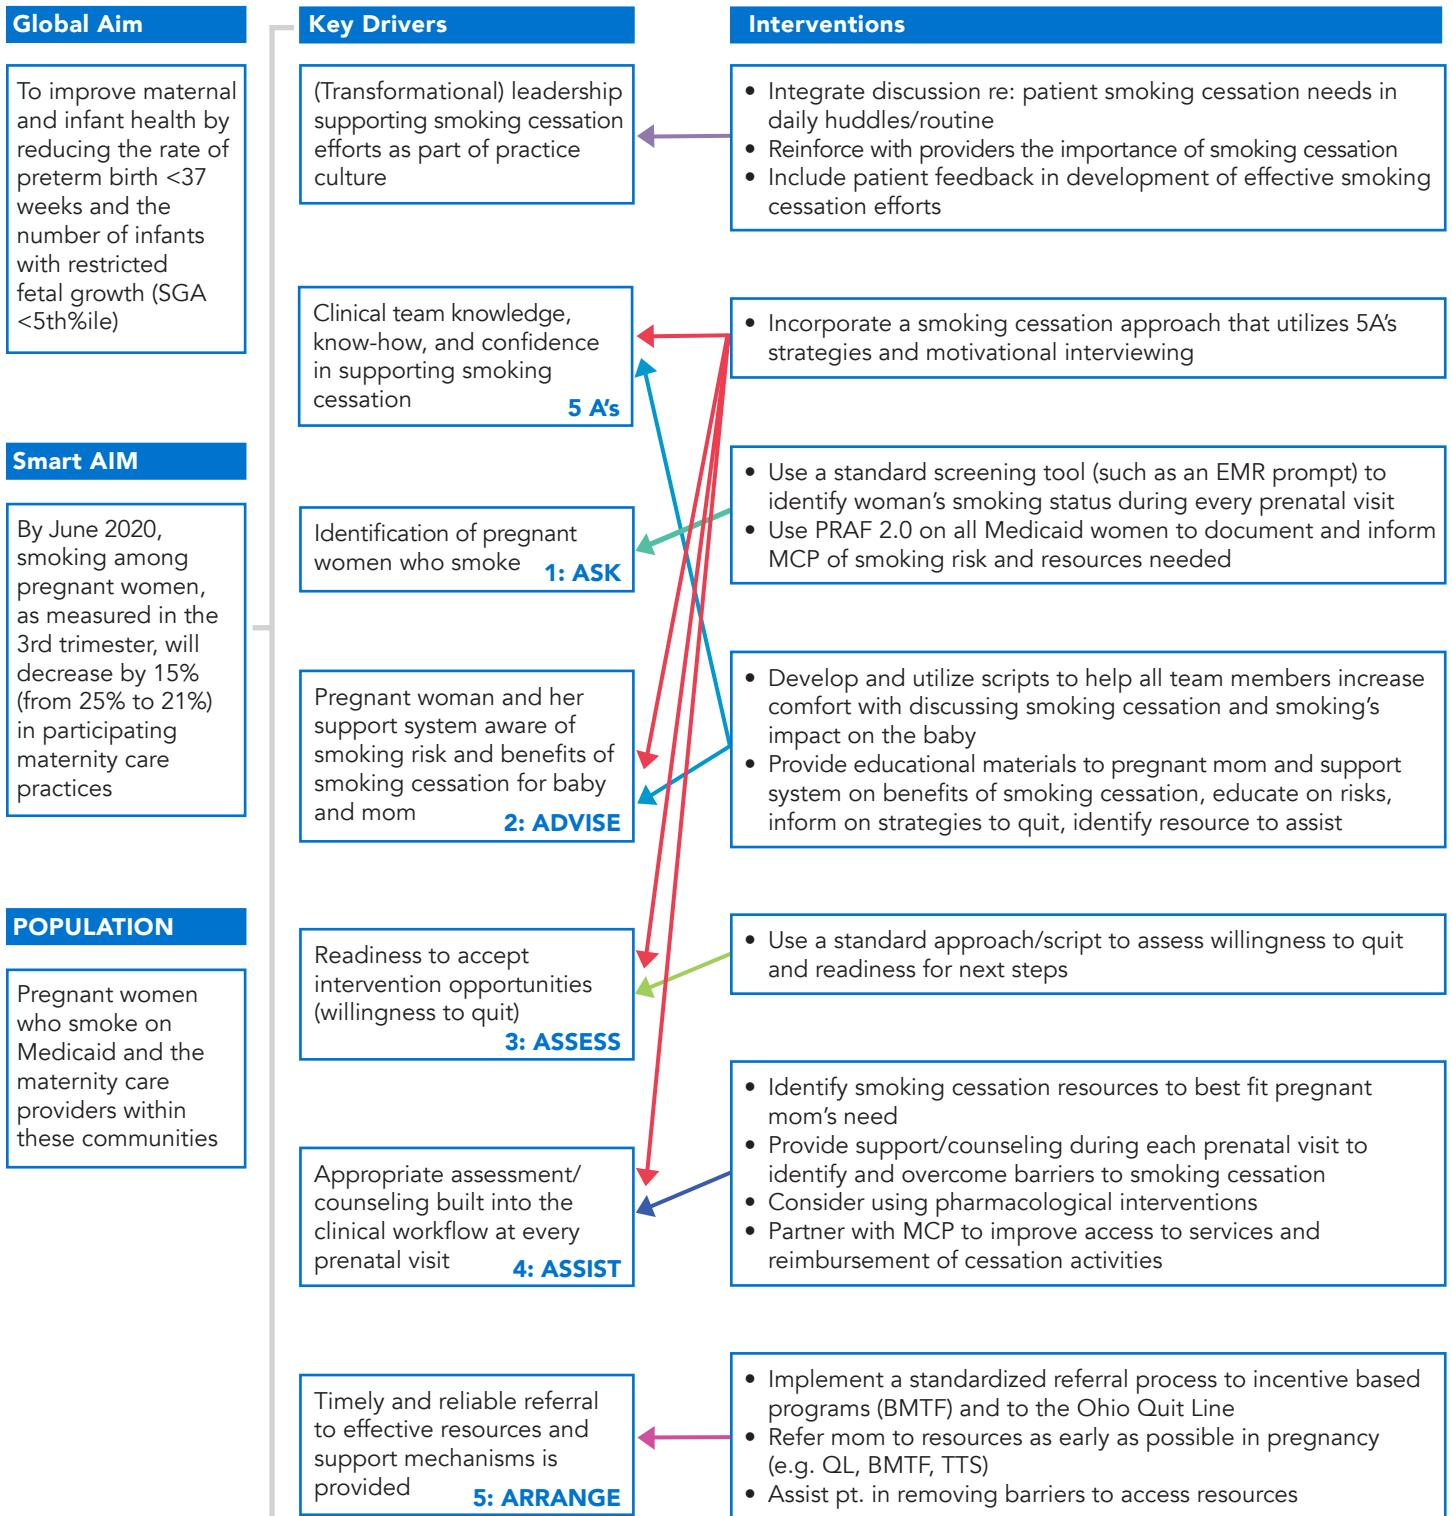 Global Aim
To improve maternal
and infant health by
reducing the rate of
preterm birth <37
weeks and the
number of infants
with restricted
fetal growth (SGA
<5th%ile)
Smart AIM
By June 2020,
smoking among
pregnant women,
as measured in the
3rd trimester, will
decrease by 15%
(from 25% to 21%)
in participating
maternity care
practices
POPULATION
Pregnant women
who smoke on
Medicaid and the
maternity care
providers within
these communities
Key Drivers
(Transformational) leadership
supporting smoking cessation
efforts as part of practice
culture
Clinical team knowledge,
know-how, and confidence
in supporting smoking
cessation
5 A's
Identification of pregnant
women who smoke
1: ASK
Pregnant woman and her
support system aware of
smoking risk and benefits of
smoking cessation for baby
and mom
2: ADVISE
Readiness to accept
intervention opportunities
(willingness to quit)
3: ASSESS
Appropriate assessment/
counseling built into the
clinical workflow at every
prenatal visit
4: ASSIST
Timely and reliable referral
to effective resources and
support mechanisms is
provided
5: ARRANGE
Interventions
• Integrate discussion re: patient smoking cessation needs in
daily huddles/routine
• Reinforce with providers the importance of smoking cessation
• Include patient feedback in development of effective smoking
cessation efforts
• Incorporate a smoking cessation approach that utilizes 5A's
strategies and motivational interviewing
• Use a standard screening tool (such as an EMR prompt) to
identify woman's smoking status during every prenatal visit
• Use PRAF 2.0 on all Medicaid women to document and inform
MCP of smoking risk and resources needed
• Develop and utilize scripts to help all team members increase
comfort with discussing smoking cessation and smoking's
impact on the baby
• Provide educational materials to pregnant mom and support
system on benefits of smoking cessation, educate on risks,
inform on strategies to quit, identify resource to assist
• Use a standard approach/script to assess willingness to quit
and readiness for next steps
• Identify smoking cessation resources to best fit pregnant
mom's need
• Provide support/counseling during each prenatal visit to
identify and overcome barriers to smoking cessation
• Consider using pharmacological interventions
• Partner with MCP to improve access to services and
reimbursement of cessation activities
• Implement a standardized referral process to incentive based
programs (BMTF) and to the Ohio Quit Line
• Refer mom to resources as early as possible in pregnancy
(e.g. QL, BMTF, TTS)
• Assist pt. in removing barriers to access resources